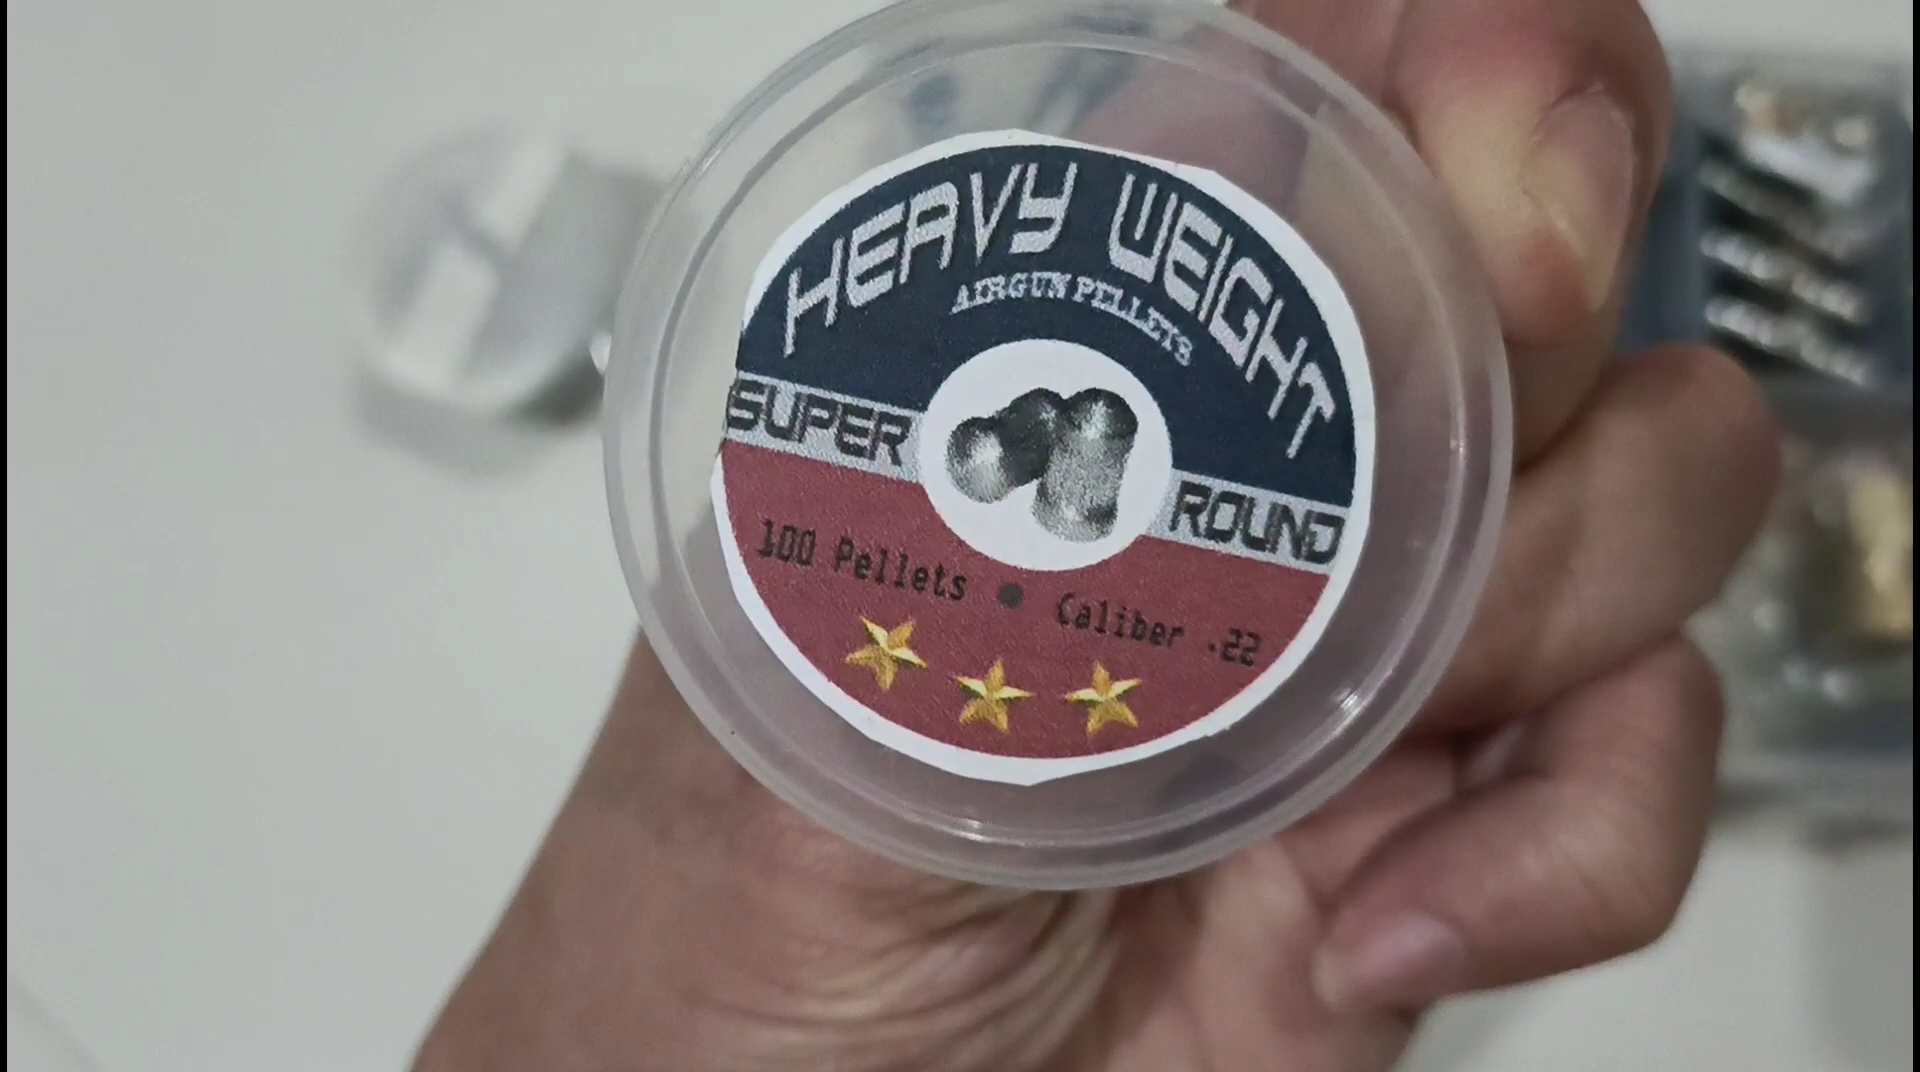 HEAVY WEIGHT
AIRGUN PELLETS
SUPER ROUND
100 Pellets • Caliber .22